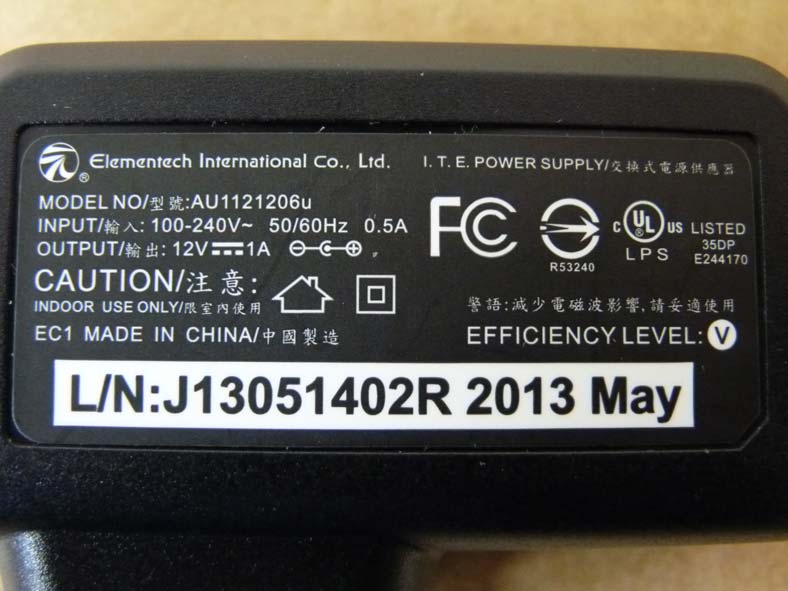 Elementech International Co., Ltd. I. T. E. POWER SUPPLY/交換式電源供應器
®
MODEL NO/型號:AU1121206u
INPUT/輸入: 100-240V~ 50/60Hz 0.5A
OUTPUT/輸出: 12V 1A
FC
R53240
C UL ® US LISTED
LPS
35DP
E244170
CAUTION/注意:
INDOOR USE ONLY/限室內使用
警語:減少電磁波影響,請妥適使用
EC1 MADE IN CHINA/中國製造
EFFICIENCY LEVEL: V
L/N:J13051402R 2013 May